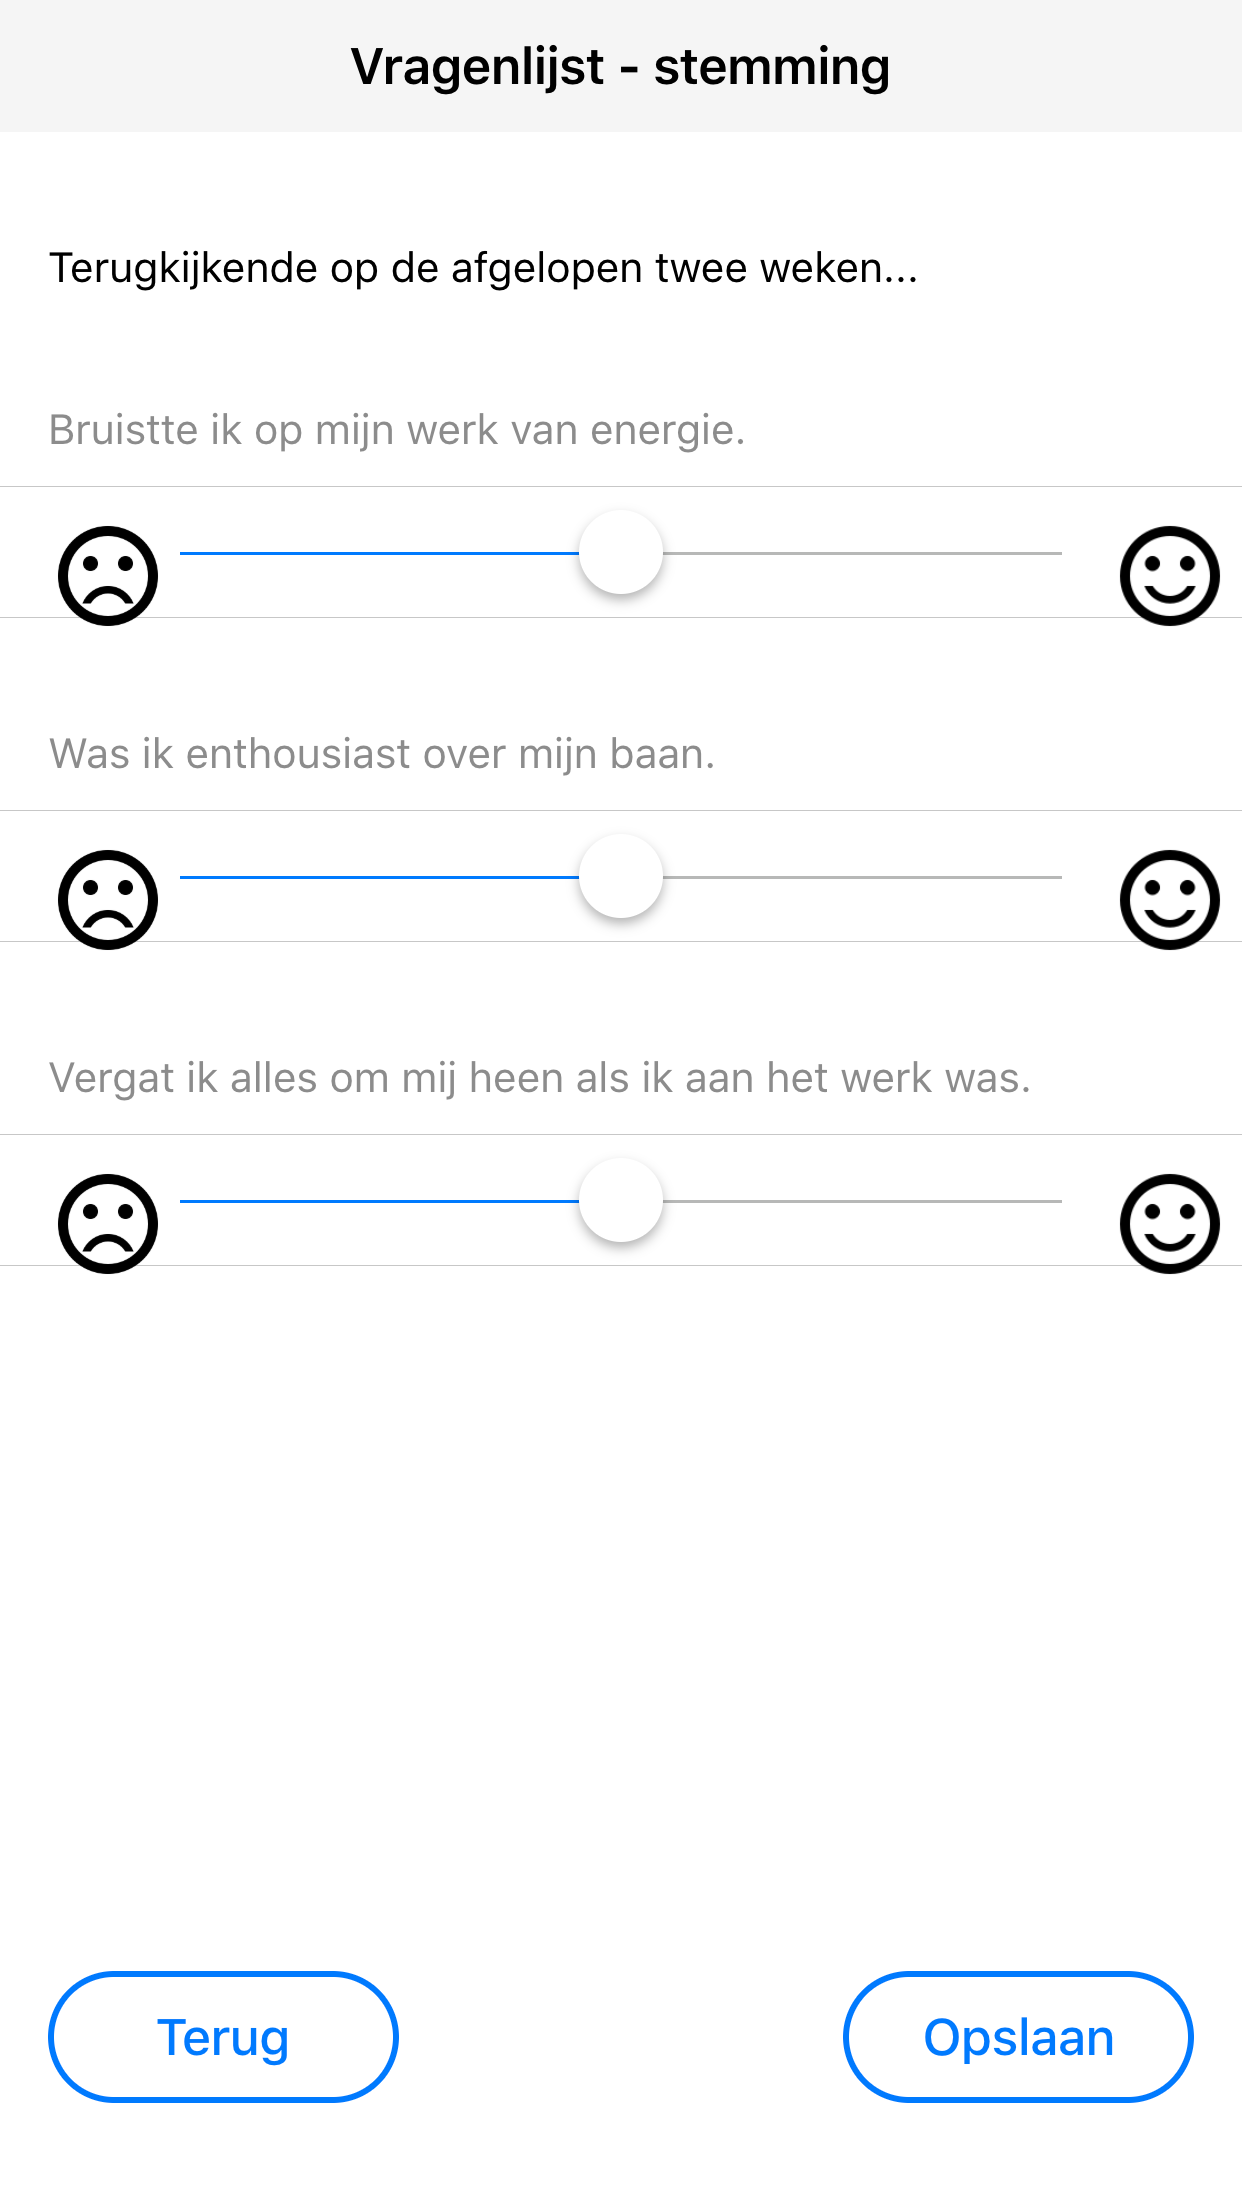 Vragenlijst - stemming
Terugkijkende op de afgelopen twee weken...
Bruistte ik op mijn werk van energie.
Was ik enthousiast over mijn baan.
Vergat ik alles om mij heen als ik aan het werk was.
Terug
Opslaan